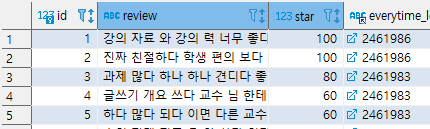 123 id ABC review 123 star ABC everytime_l
1 1 강의 자료 와 강의 력 너무 좋다 100 2461986
2 2 진짜 친절하다 학생 편의 보다 100 2461986
3 3 과제 많다 하나 하나 견디다 좋 80 2461983
4 4 글쓰기 개요 쓰다 교수 님 한테 60 2461983
5 5 하다 많다 되다 이면 다른 교수 60 2461983